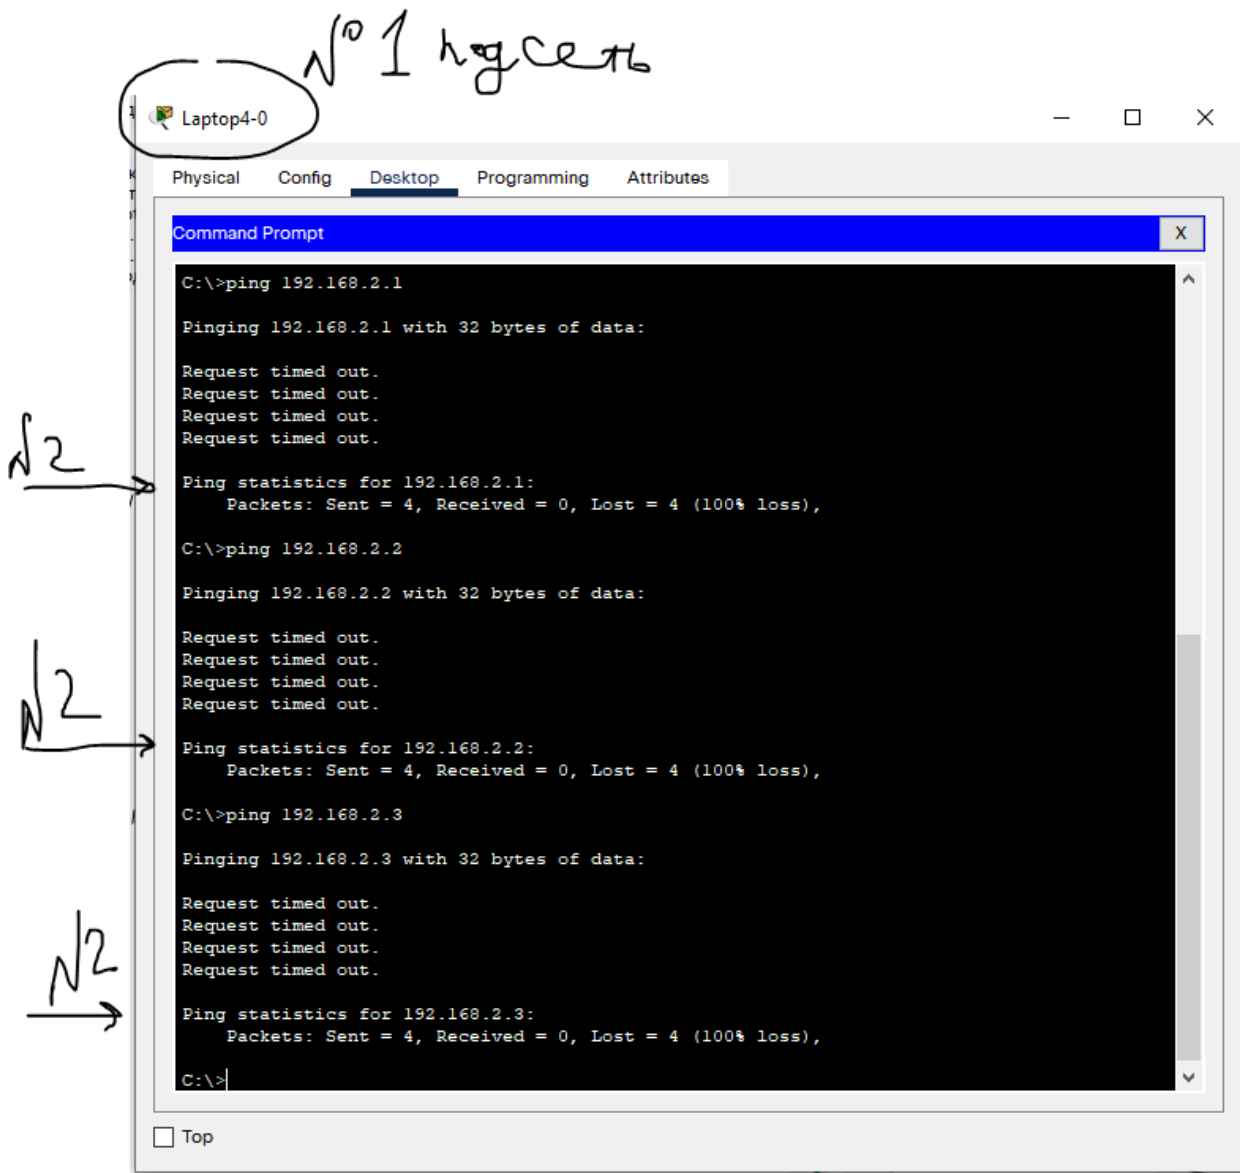 № 1 подсеть
Laptop4-0
Physical Config Desktop Programming Attributes
Command Prompt X
C:\>ping 192.168.2.1
Pinging 192.168.2.1 with 32 bytes of data:
Request timed out.
Request timed out.
Request timed out.
Request timed out.
№2
Ping statistics for 192.168.2.1:
Packets: Sent = 4, Received = 0, Lost = 4 (100% loss),
C:\>ping 192.168.2.2
Pinging 192.168.2.2 with 32 bytes of data:
Request timed out.
Request timed out.
Request timed out.
Request timed out.
№2
Ping statistics for 192.168.2.2:
Packets: Sent = 4, Received = 0, Lost = 4 (100% loss),
C:\>ping 192.168.2.3
Pinging 192.168.2.3 with 32 bytes of data:
Request timed out.
Request timed out.
Request timed out.
Request timed out.
№2
Ping statistics for 192.168.2.3:
Packets: Sent = 4, Received = 0, Lost = 4 (100% loss),
C:\>
Top